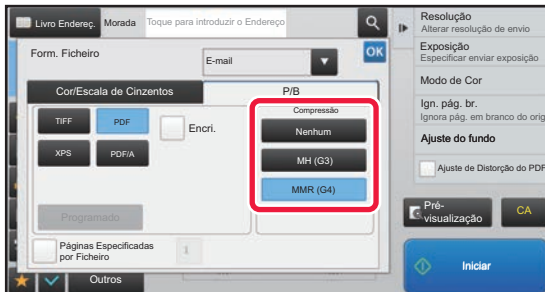 Livro Endereç.
Morada
Toque para introduzir o Endereço
Form. Ficheiro
E-mail
OK
Cor/Escala de Cinzentos
P/B
TIFF
PDF
Encri.
XPS
PDF/A
Programado
Compressão
Nenhum
MH (G3)
MMR (G4)
Páginas Especificadas
por Ficheiro
1
Outros
Resolução
Alterar resolução de envio
Exposição
Especificar enviar exposição
Modo de Cor
Ign. pág. br.
Ignora pág. em branco do orig
Ajuste do fundo
Ajuste de Distorção do PDF
Pré-
visualização
CA
Iniciar